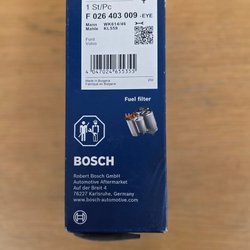 1 St/Pc
F 026 403 009 -EYE
Mann WK614/46
Mahle KL559
Ford
Volvo
4 047024 655355
Made in Bulgaria
Fabriqué en Bulgarie
Fuel filter
BOSCH
Robert Bosch GmbH
Automotive Aftermarket
Auf der Breit 4
76227 Karlsruhe, Germany
www.bosch-automotive.com